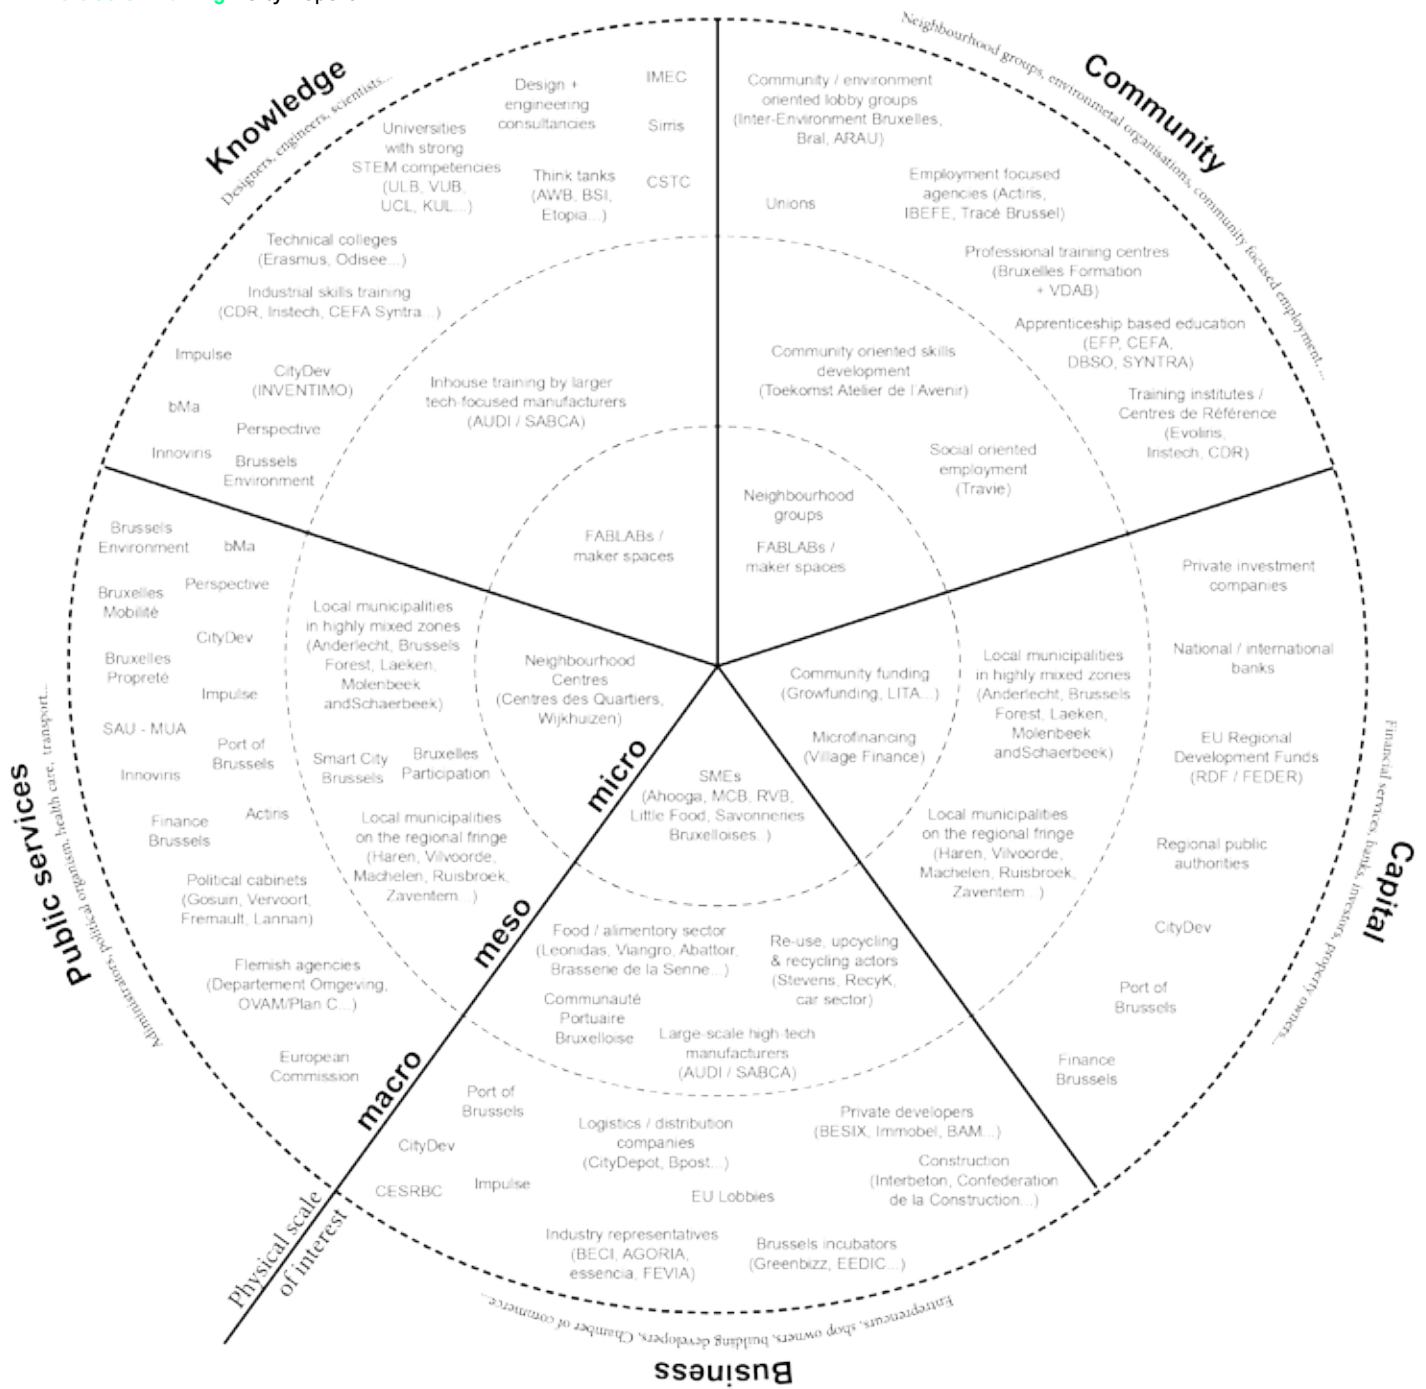 Knowledge
Designers, engineers, scientists...
Design +
engineering
consultancies
IMEC
Sirris
CSTC
Universities
with strong
STEM competencies
(ULB, VUB,
UCL, KUL...)
Think tanks
(AWB, BSI,
Etopia...)
Technical colleges
(Erasmus, Odisee...)
Industrial skills training
(CDR, Iristech, CEFA Syntra...)
Impulse
CityDev
(INVENTIMO)
bMa
Perspective
Innoviris
Brussels
Environment
Inhouse training by larger
tech-focused manufacturers
(AUDI / SABCA)
FABLABs /
maker spaces
Community
Neighbourhood groups, environmetal organisations, community focused employment, ...
Community / environment
oriented lobby groups
(Inter-Environment Bruxelles,
Bral, ARAU)
Unions
Employment focused
agencies (Actiris,
IBEFE, Tracé Brussel)
Professional training centres
(Bruxelles Formation
+ VDAB)
Apprenticeship based education
(EFP, CEFA,
DBSO, SYNTRA)
Training institutes /
Centres de Référence
(Evoliris,
Iristech, CDR)
Community oriented skills
development
(Toekomst Atelier de l'Avenir)
Social oriented
employment
(Travie)
Neighbourhood
groups
FABLABs /
maker spaces
Capital
Financial services, banks, investors, property owners...
Private investment
companies
National / international
banks
EU Regional
Development Funds
(RDF / FEDER)
Regional public
authorities
CityDev
Port of
Brussels
Finance
Brussels
Local municipalities
in highly mixed zones
(Anderlecht, Brussels
Forest, Laeken,
Molenbeek
andSchaerbeek)
Local municipalities
on the regional fringe
(Haren, Vilvoorde,
Machelen, Ruisbroek,
Zaventem...)
Community funding
(Growfunding, LITA...)
Microfinancing
(Village Finance)
Business
Entrepeneurs, shop owners, building developers, Chamber of commerce...
SMEs
(Ahooga, MCB, RVB,
Little Food, Savonneries
Bruxelloises..)
Food / alimentary sector
(Leonidas, Viangro, Abattoir,
Brasserie de la Senne...)
Re-use, upcycling
& recycling actors
(Stevens, RecyK,
car sector)
Communauté
Portuaire
Bruxelloise
Large-scale high-tech
manufacturers
(AUDI / SABCA)
Port of
Brussels
CityDev
CESRBC
Impulse
Logistics / distribution
companies
(CityDepot, Bpost...)
EU Lobbies
Private developers
(BESIX, Immobel, BAM...)
Construction
(Interbeton, Confederation
de la Construction...)
Industry representatives
(BECI, AGORIA,
essencia, FEVIA)
Brussels incubators
(Greenbizz, EEDIC...)
Public services
Administrators, political organism, health care, transport...
Brussels
Environment
bMa
Bruxelles
Mobilité
Perspective
CityDev
Bruxelles
Propreté
Impulse
SAU - MUA
Port of
Brussels
Innoviris
Actiris
Finance
Brussels
Political cabinets
(Gosuin, Vervoort,
Fremault, Lannan)
Flemish agencies
(Departement Omgeving,
OVAM/Plan C...)
European
Commission
Local municipalities
in highly mixed zones
(Anderlecht, Brussels
Forest, Laeken,
Molenbeek
andSchaerbeek)
Smart City
Brussels
Bruxelles
Participation
Local municipalities
on the regional fringe
(Haren, Vilvoorde,
Machelen, Ruisbroek,
Zaventem...)
Neighbourhood
Centres
(Centres des Quartiers,
Wijkhuizen)
micro
meso
macro
Physical scale
of interest